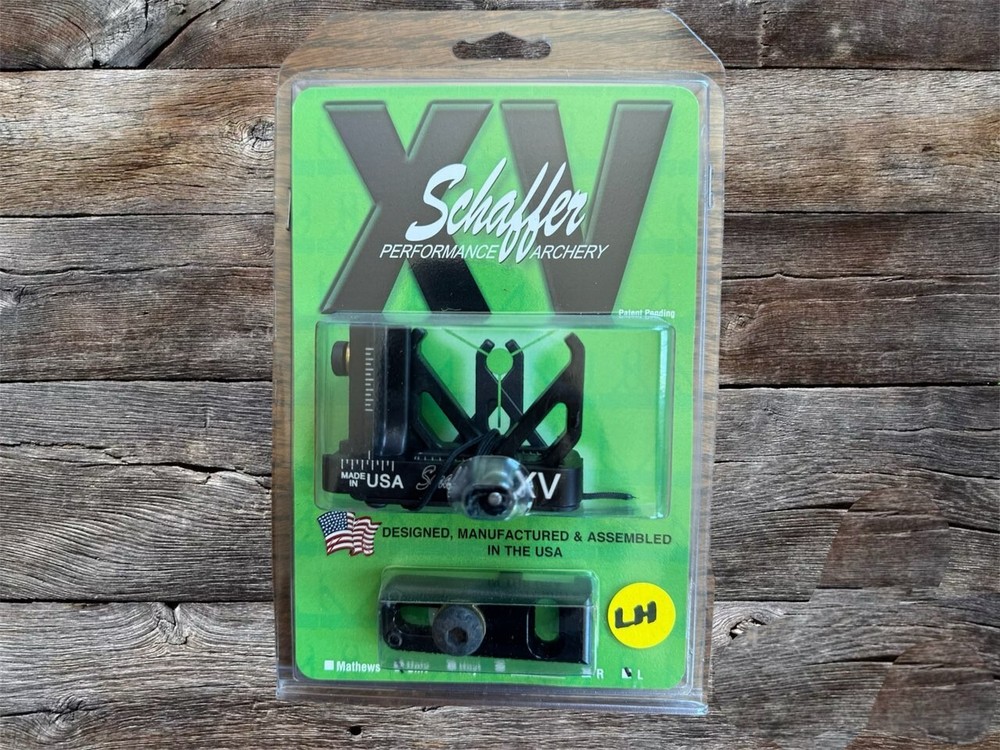 XV
Schaffer
PERFORMANCE ARCHERY
Patent Pending
MADE IN USA
XV
DESIGNED, MANUFACTURED & ASSEMBLED
IN THE USA
LH
Mathews
R L